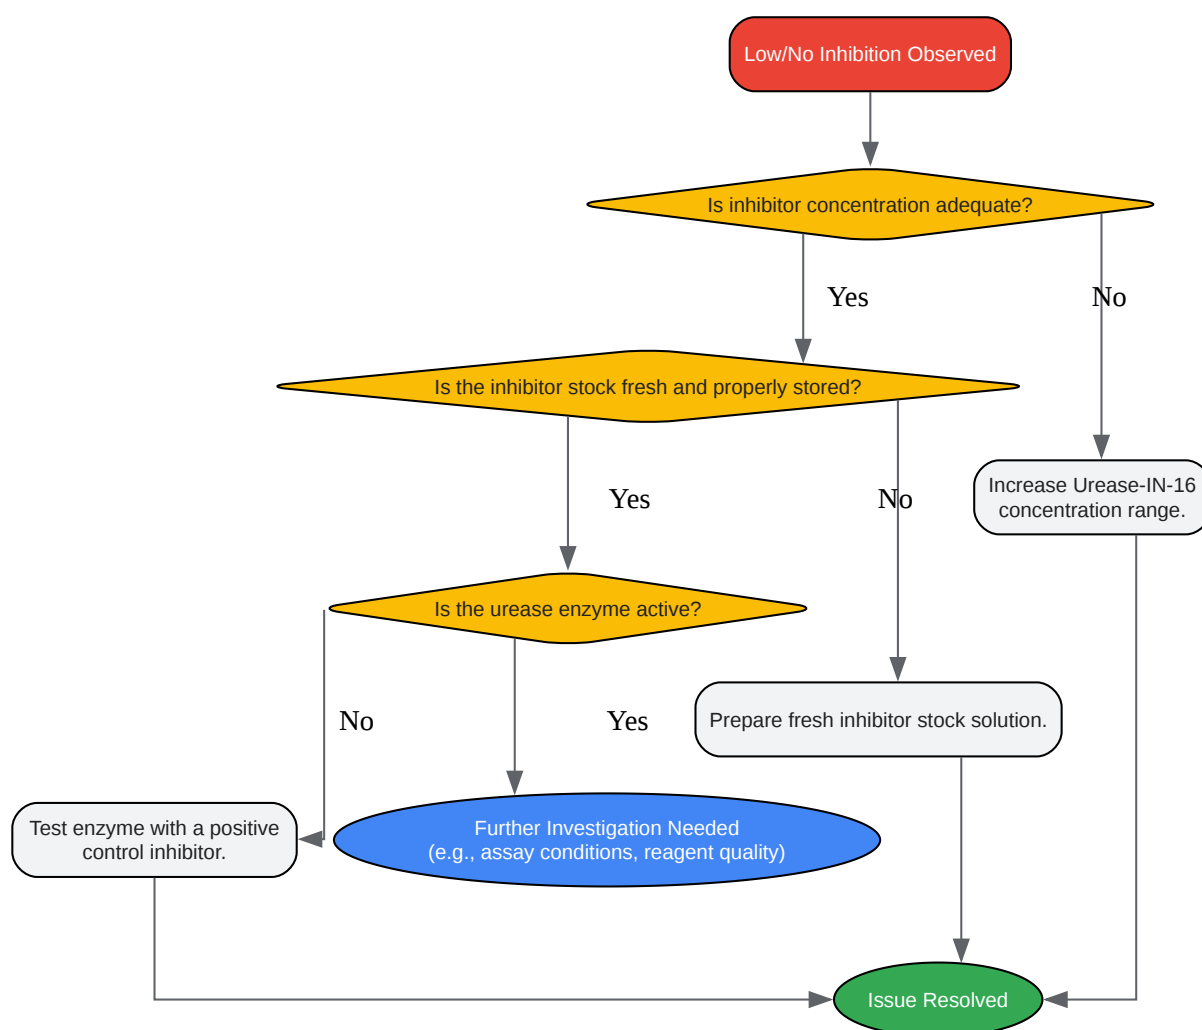 Low/No Inhibition Observed
Is inhibitor concentration adequate?
Yes
No
Is the inhibitor stock fresh and properly stored?
Increase Urease-IN-16
concentration range.
Yes
No
Is the urease enzyme active?
No
Yes
Prepare fresh inhibitor stock solution.
Test enzyme with a positive
control inhibitor.
Further Investigation Needed
(e.g., assay conditions, reagent quality)
Issue Resolved